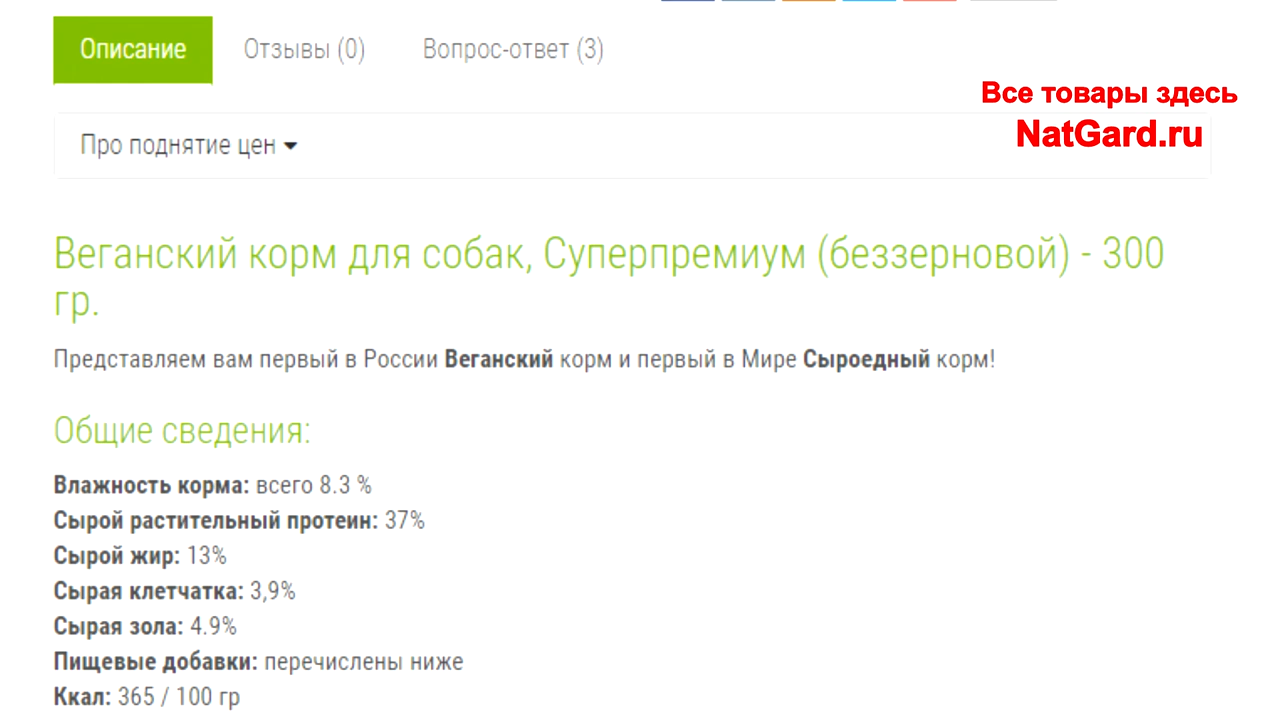 Описание
Отзывы (0)
Вопрос-ответ (3)
Все товары здесь
NatGard.ru
Про поднятие цен
Веганский корм для собак, Суперпремиум (беззерновой) - 300
гр.
Представляем вам первый в России Веганский корм и первый в Мире Сыроедный корм!
Общие сведения:
Влажность корма: всего 8.3 %
Сырой растительный протеин: 37%
Сырой жир: 13%
Сырая клетчатка: 3,9%
Сырая зола: 4.9%
Пищевые добавки: перечислены ниже
Ккал: 365 / 100 гр